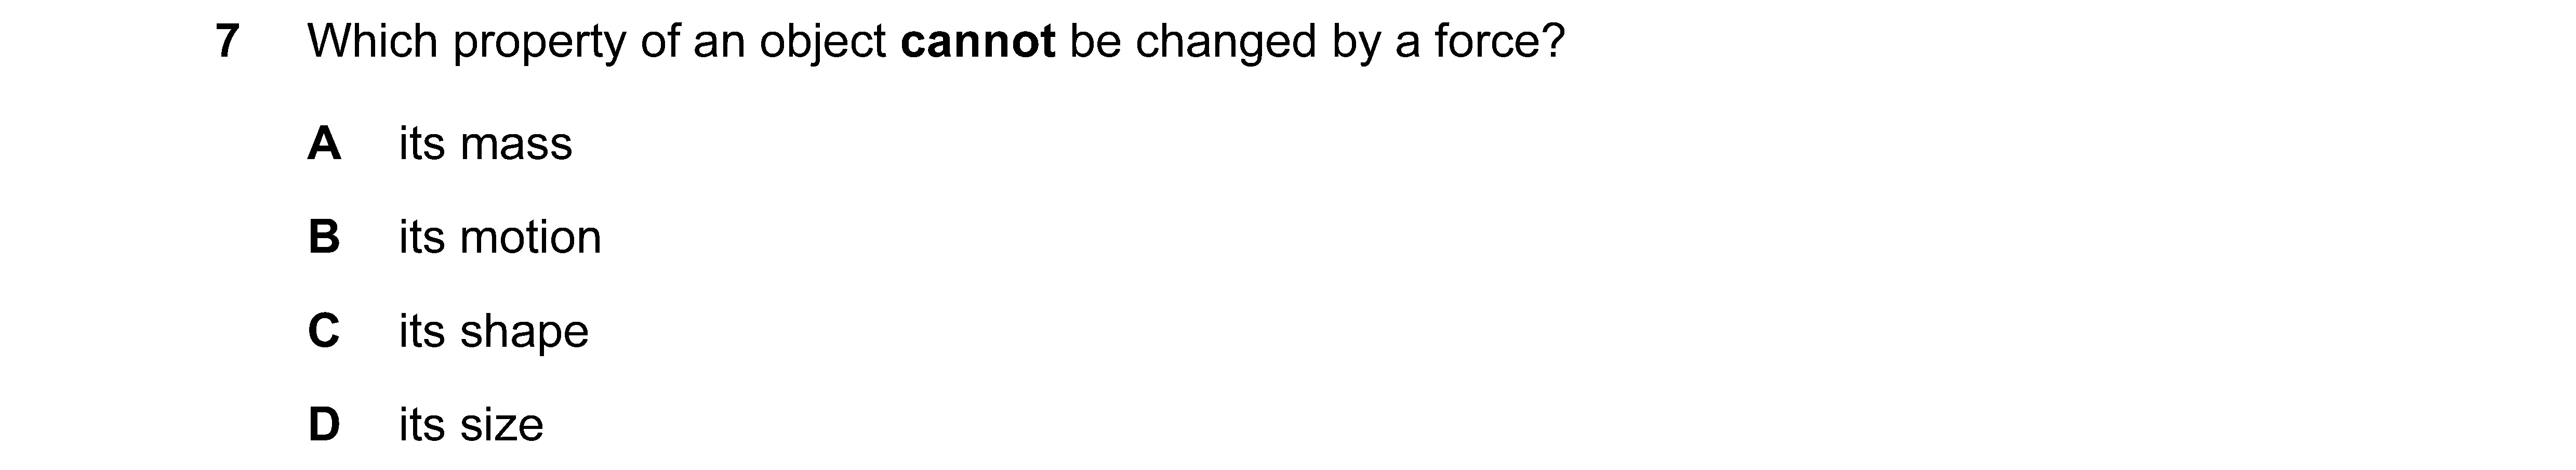 7 Which property of an object cannot be changed by a force?
A its mass
B its motion
C its shape
D its size